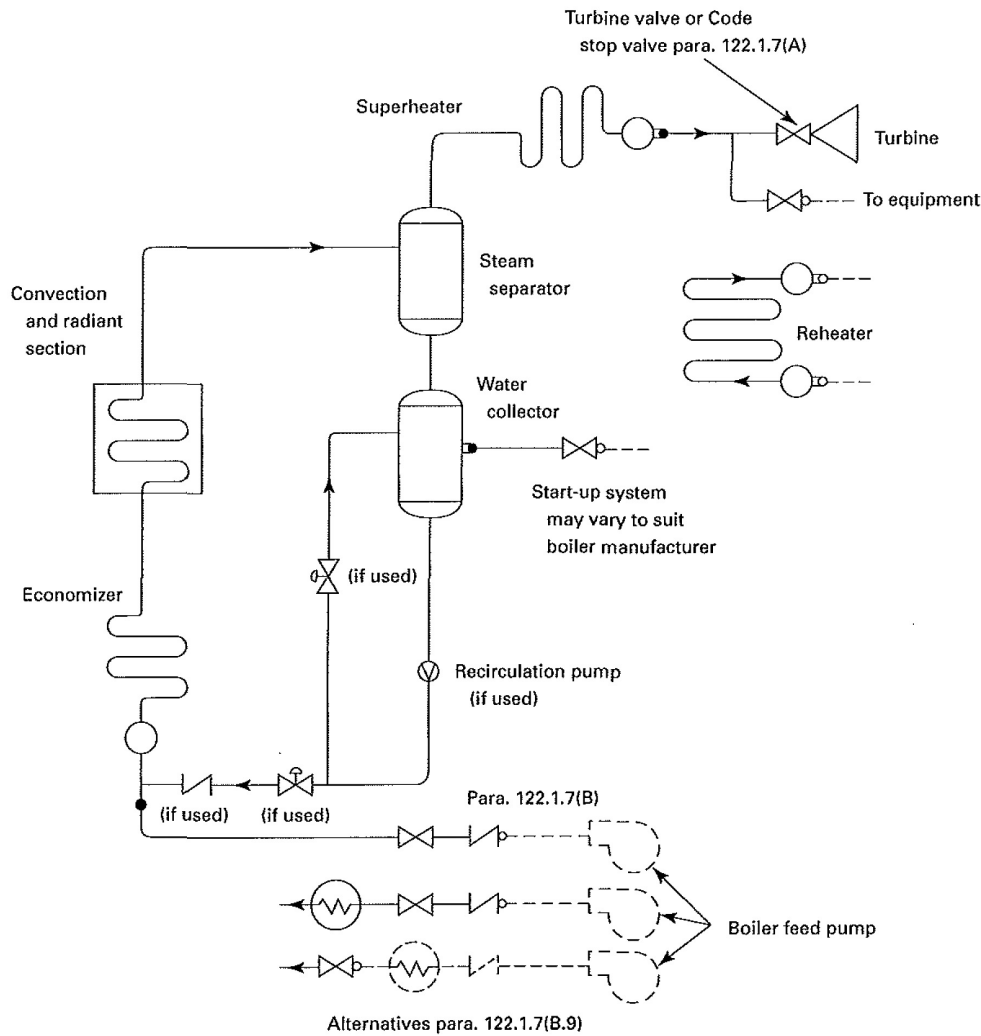 Turbine valve or Code
stop valve para. 122.1.7(A)
Superheater
Turbine
To equipment
Steam
separator
Convection
and radiant
section
Reheater
Water
collector
Start-up system
may vary to suit
boiler manufacturer
(if used)
Economizer
Recirculation pump
(if used)
(if used)
(if used)
Para. 122.1.7(B)
Boiler feed pump
Alternatives para. 122.1.7(B.9)